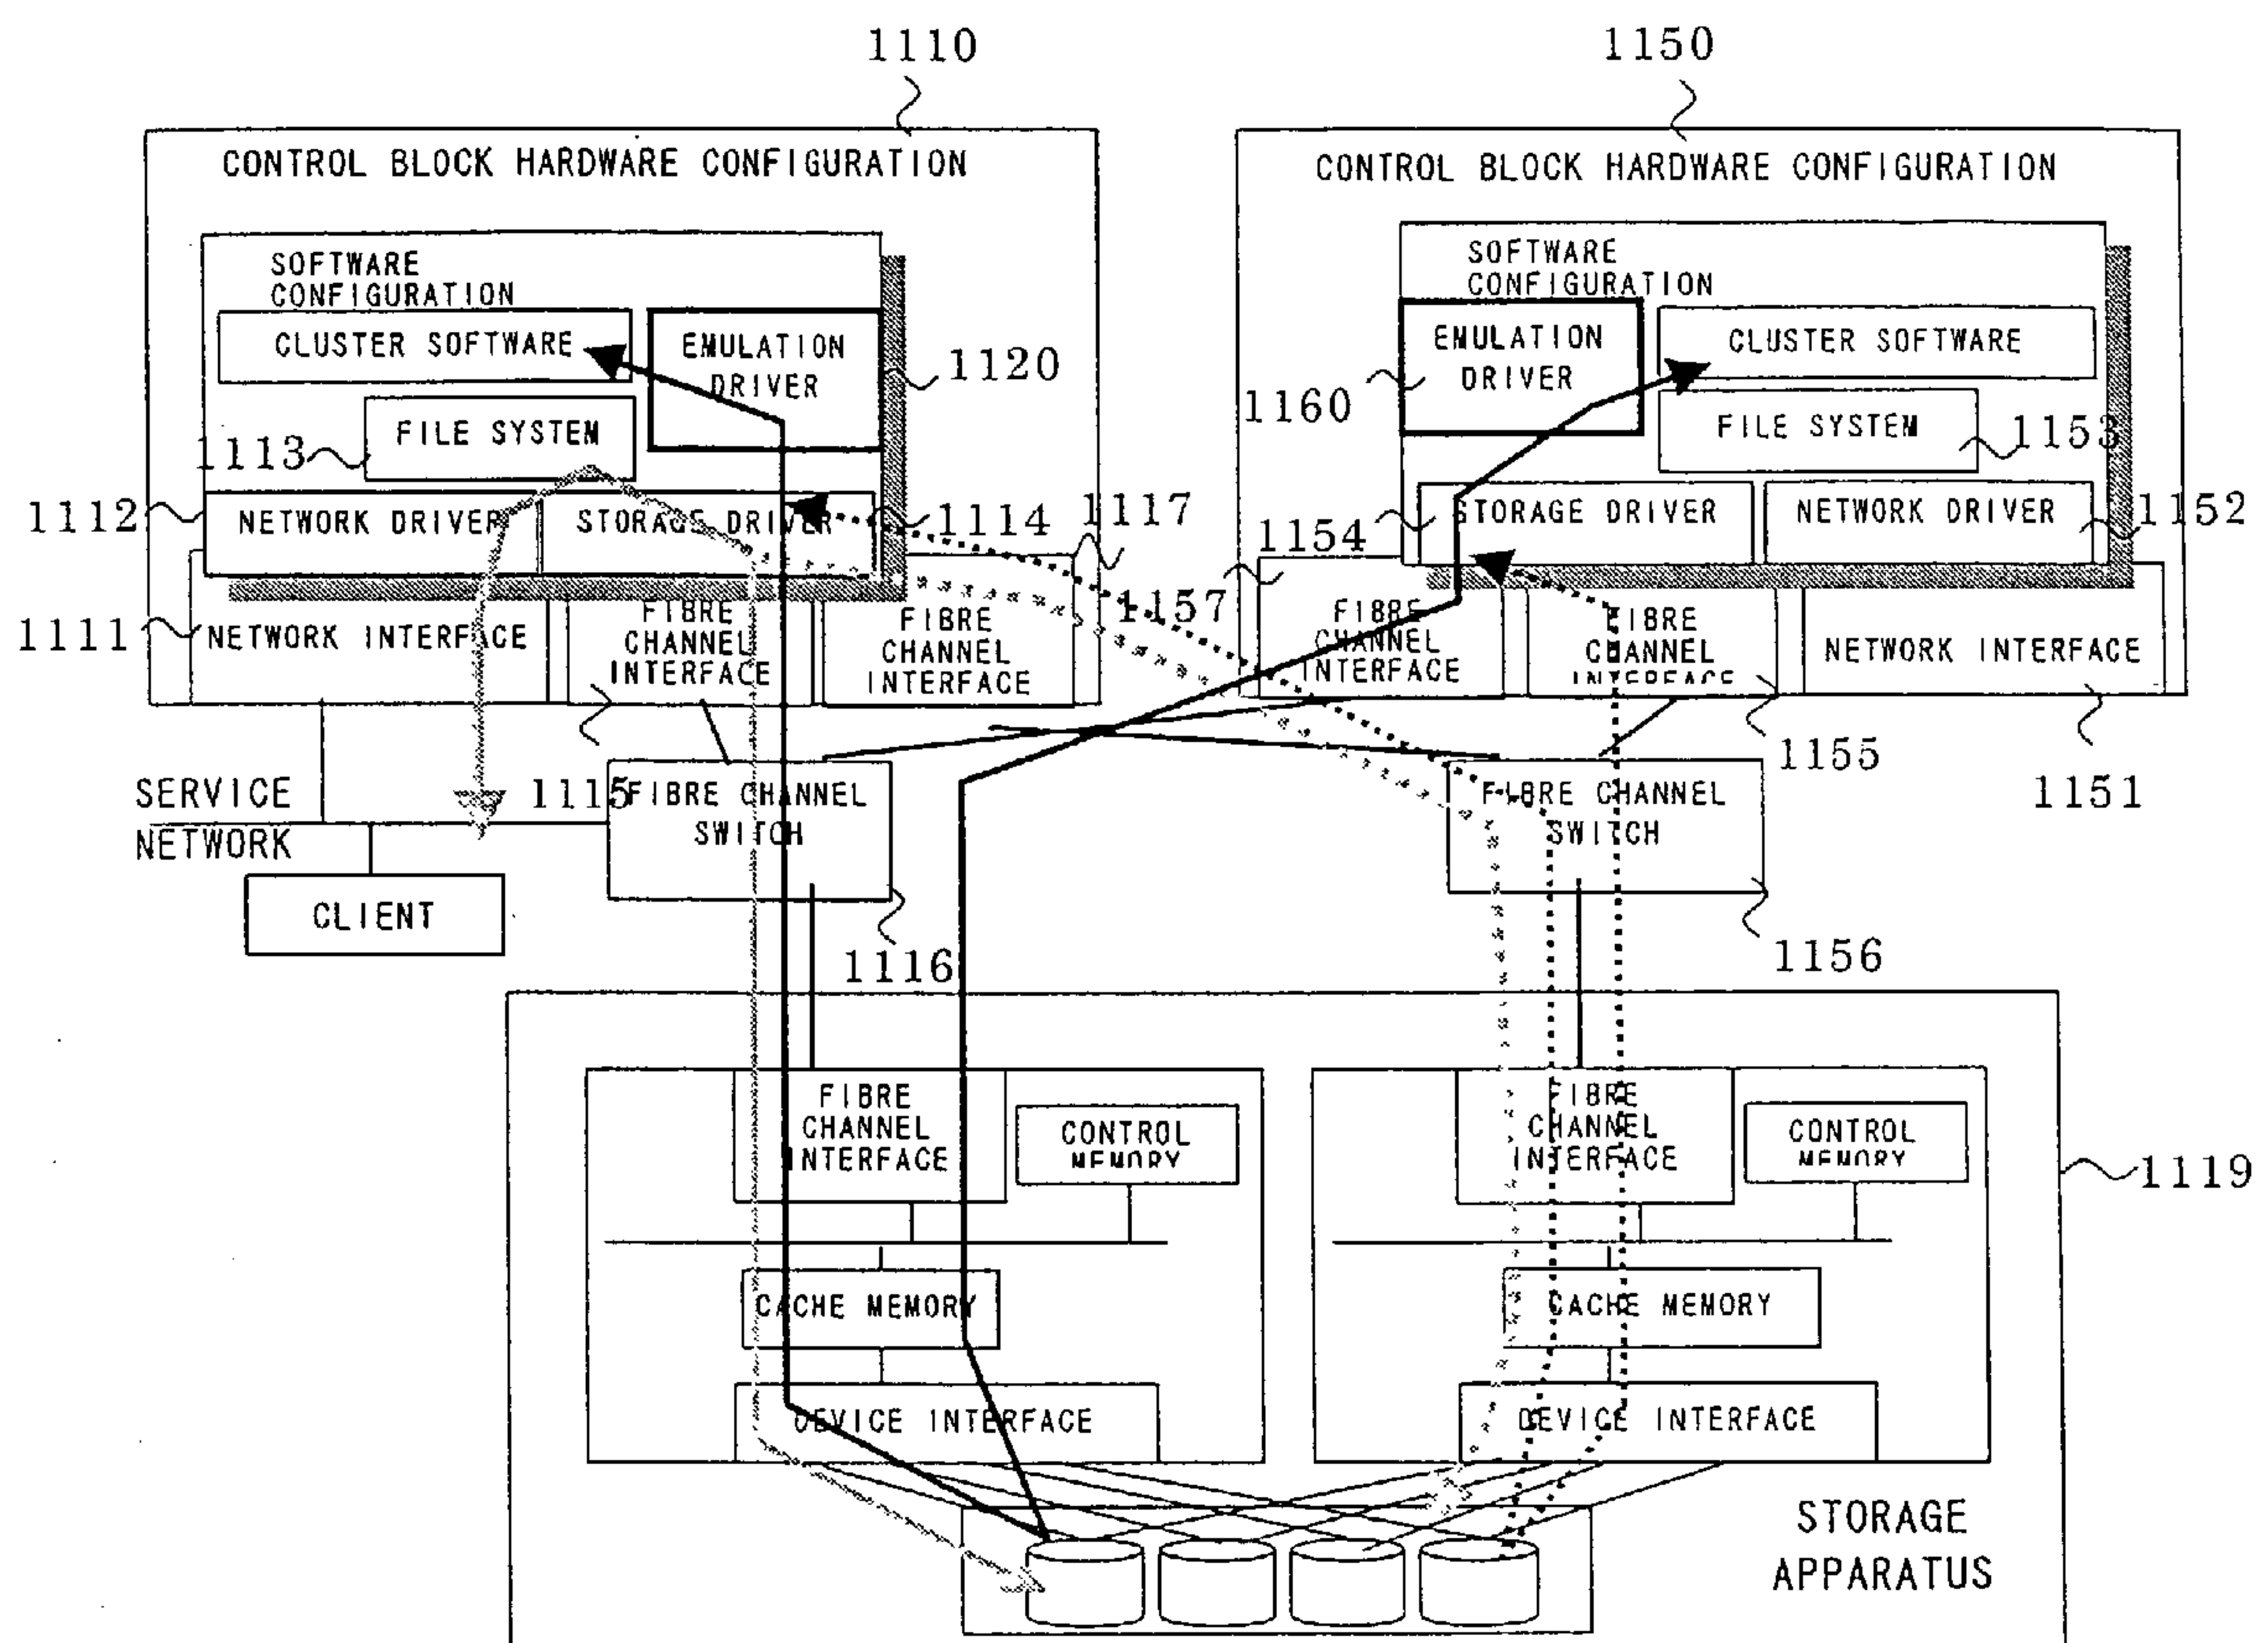 1110
1150
CONTROL BLOCK HARDWARE CONFIGURATION
CONTROL BLOCK HARDWARE CONFIGURATION
SOFTWARE
CONFIGURATION
SOFTWARE
CONFIGURATION
CLUSTER SOFTWARE
EMULATION
DRIVER
1120
EMULATION
DRIVER
1160
CLUSTER SOFTWARE
FILE SYSTEM
1113
FILE SYSTEM
1153
1112
NETWORK DRIVER
STORAGE DRIVER
1114
1117
1154
STORAGE DRIVER
NETWORK DRIVER
1152
1111
NETWORK INTERFACE
FIBRE
CHANNEL
INTERFACE
FIBRE
CHANNEL
INTERFACE
1157
FIBRE
CHANNEL
INTERFACE
FIBRE
CHANNEL
INTERFACE
NETWORK INTERFACE
1155
1151
SERVICE
NETWORK
1115
FIBRE CHANNEL
SWITCH
FIBRE CHANNEL
SWITCH
CLIENT
1116
1156
FIBRE
CHANNEL
INTERFACE
CONTROL
MEMORY
FIBRE
CHANNEL
INTERFACE
CONTROL
MEMORY
1119
CACHE MEMORY
CACHE MEMORY
DEVICE INTERFACE
DEVICE INTERFACE
STORAGE
APPARATUS